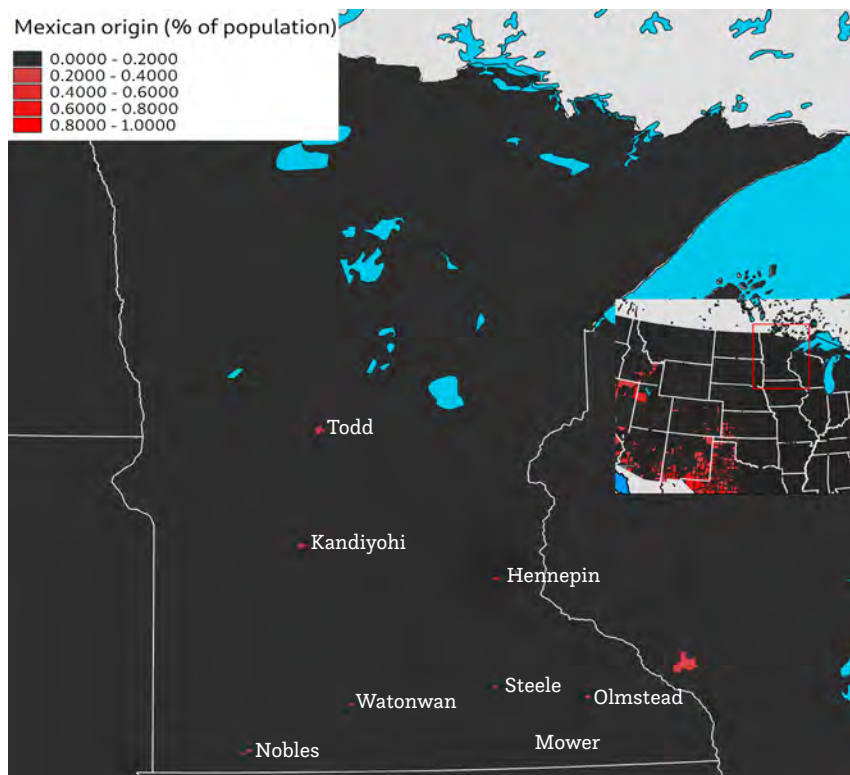 Mexican origin (% of population)
0.0000 - 0.2000
0.2000 - 0.4000
0.4000 - 0.6000
0.6000 - 0.8000
0.8000 - 1.0000
Todd
Kandiyohi
Hennepin
Steele
Olmstead
Watonwan
Mower
Nobles